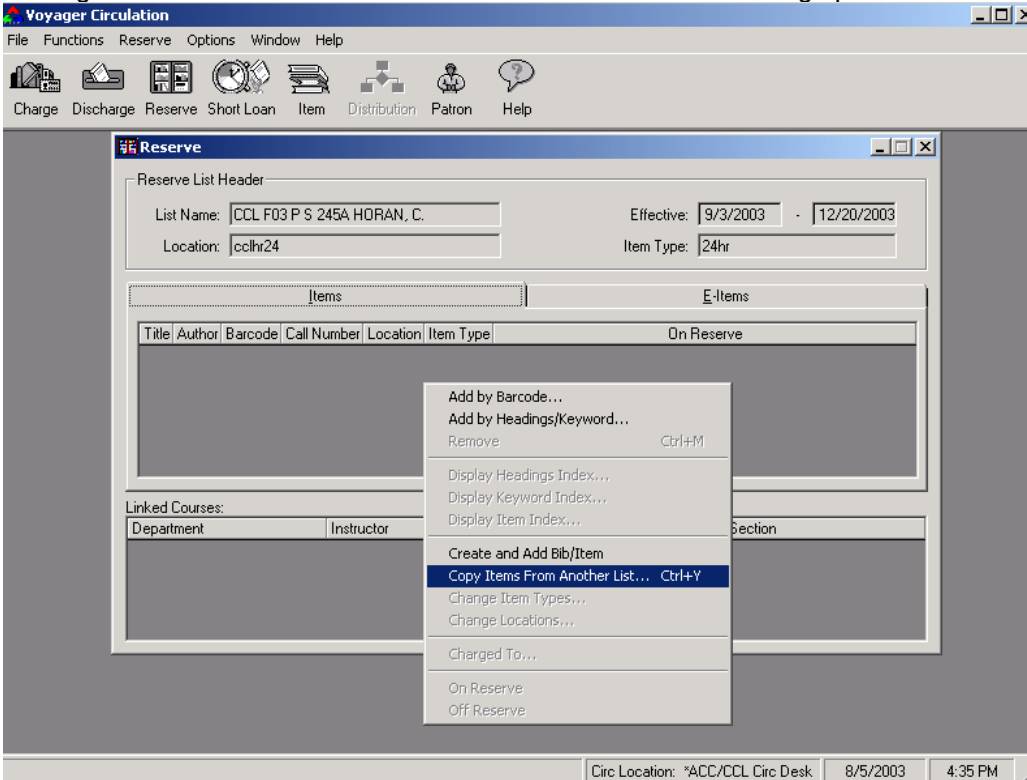 Voyager Circulation
File Functions Reserve Options Window Help
Charge Discharge Reserve Short Loan Item Distribution Patron Help
Reserve
Reserve List Header
List Name: CCL F03 P S 245A HORAN, C. Effective: 9/3/2003 - 12/20/2003
Location: cclhr24 Item Type: 24hr
Items E-Items
Title Author Barcode Call Number Location Item Type On Reserve
Add by Barcode...
Add by Headings/Keyword...
Remove Ctrl+M
Display Headings Index...
Display Keyword Index...
Display Item Index...
Create and Add Bib/Item
Copy Items From Another List... Ctrl+Y
Change Item Types...
Change Locations...
Charged To...
On Reserve
Off Reserve
Linked Courses:
Department Instructor Section
Circ Location: *ACC/CCL Circ Desk 8/5/2003 4:35 PM